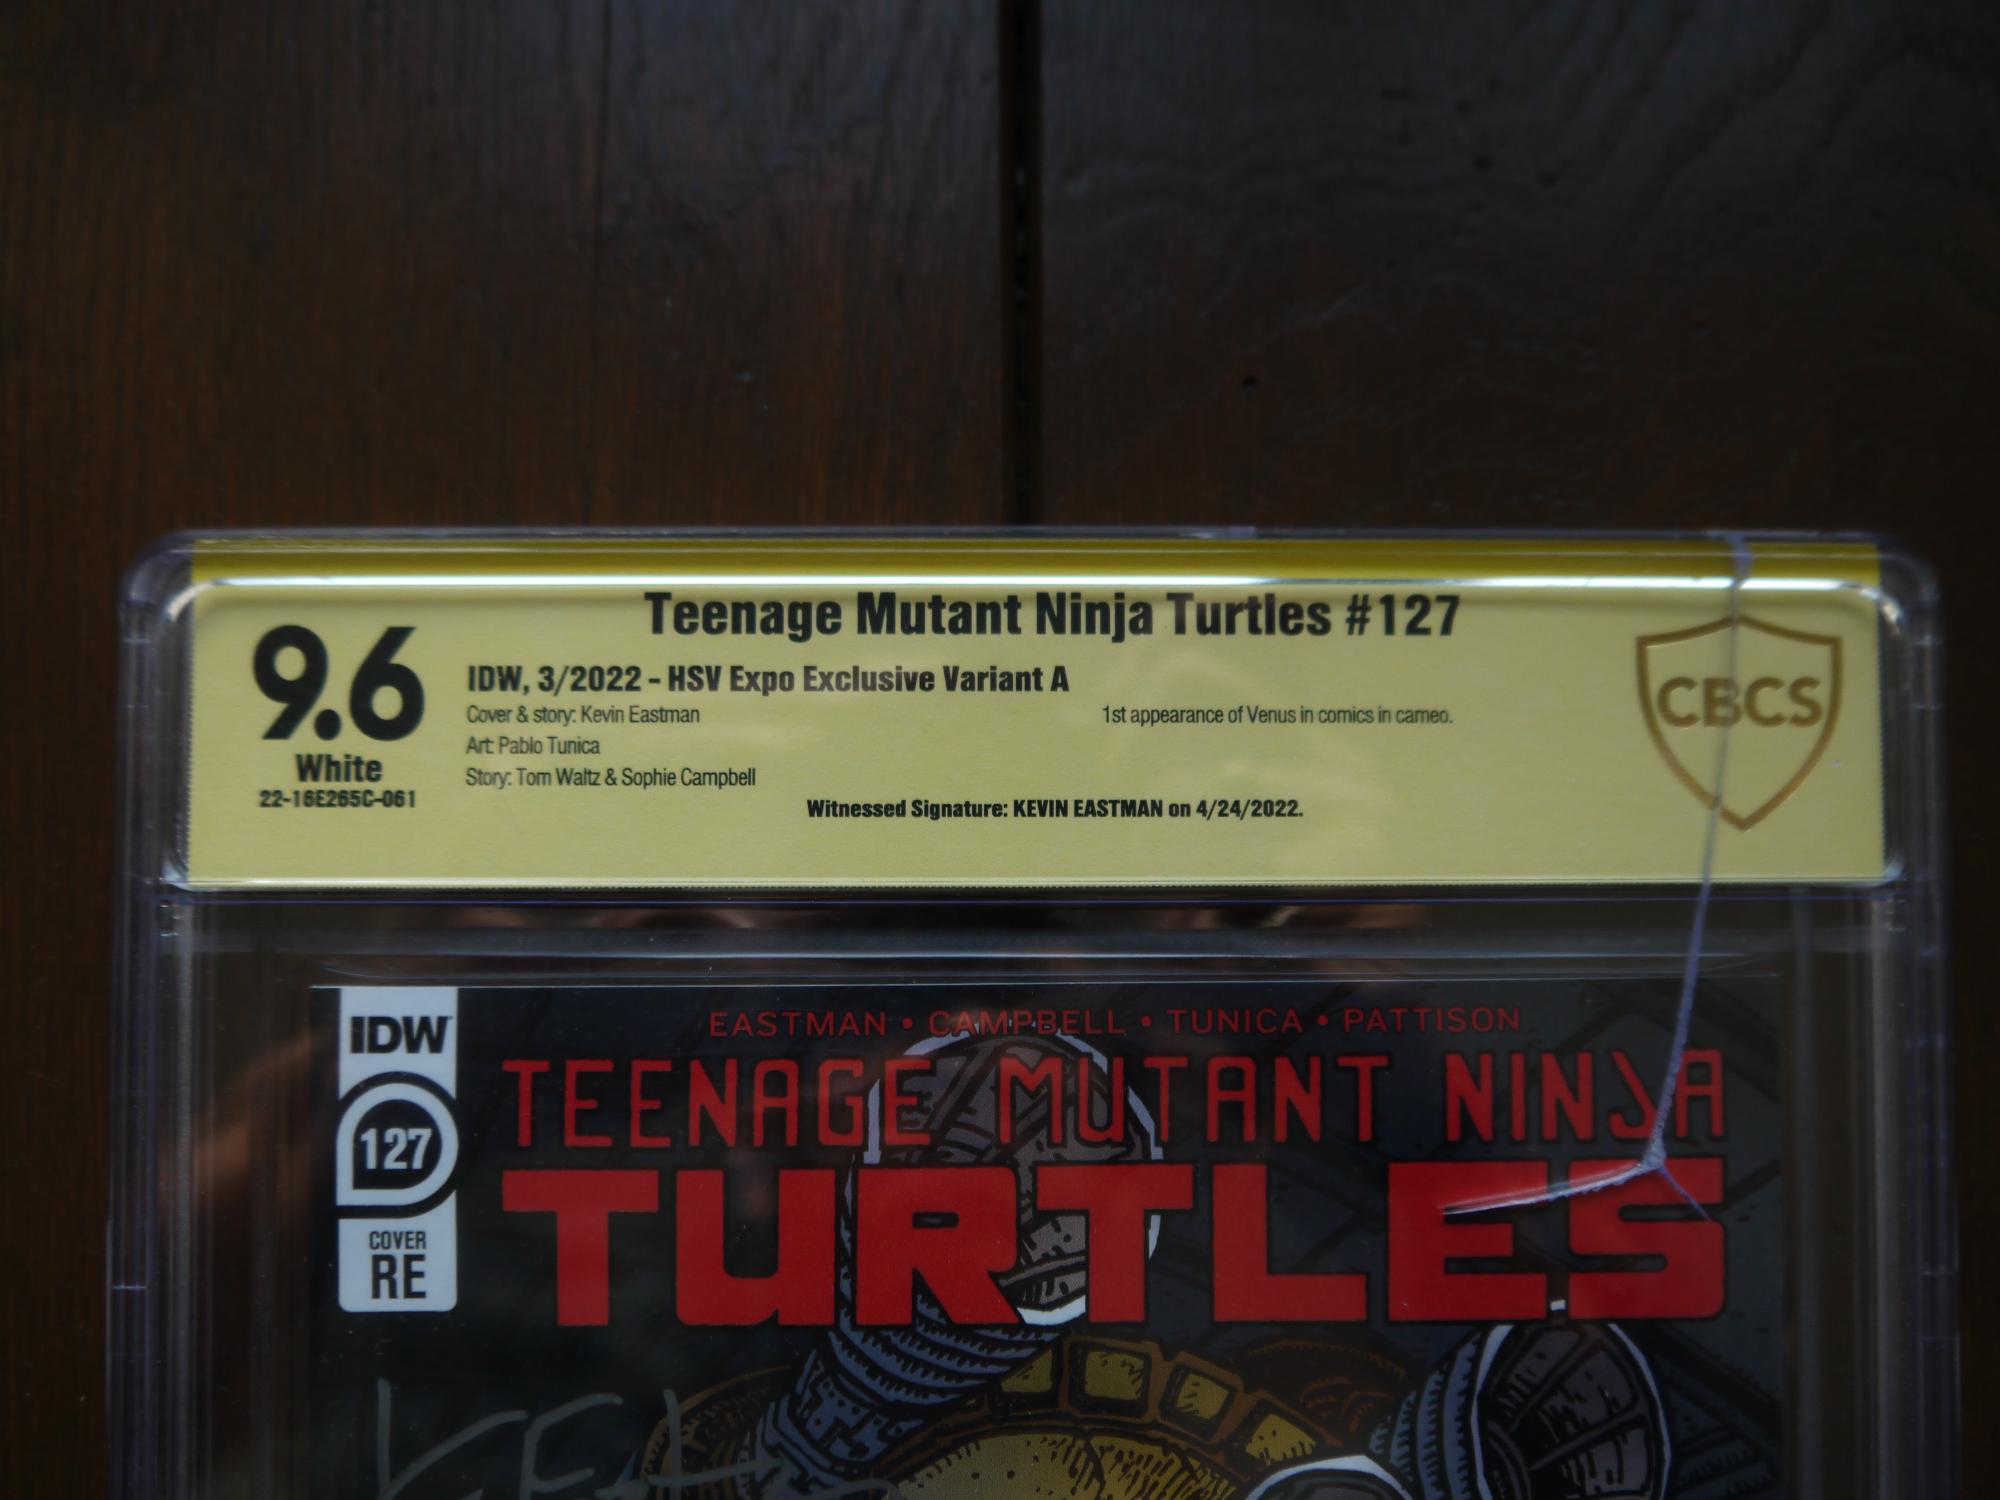 Teenage Mutant Ninja Turtles #127
9.6
White
22-16E265C-061
IDW, 3/2022 - HSV Expo Exclusive Variant A
Cover & story: Kevin Eastman
Art: Pablo Tunica
Story: Tom Waltz & Sophie Campbell
1st appearance of Venus in comics in cameo.
Witnessed Signature: KEVIN EASTMAN on 4/24/2022.
CBCS
IDW
127
COVER
RE
EASTMAN • CAMPBELL • TUNICA • PATTISON
TEENAGE MUTANT NINJA
TURTLES